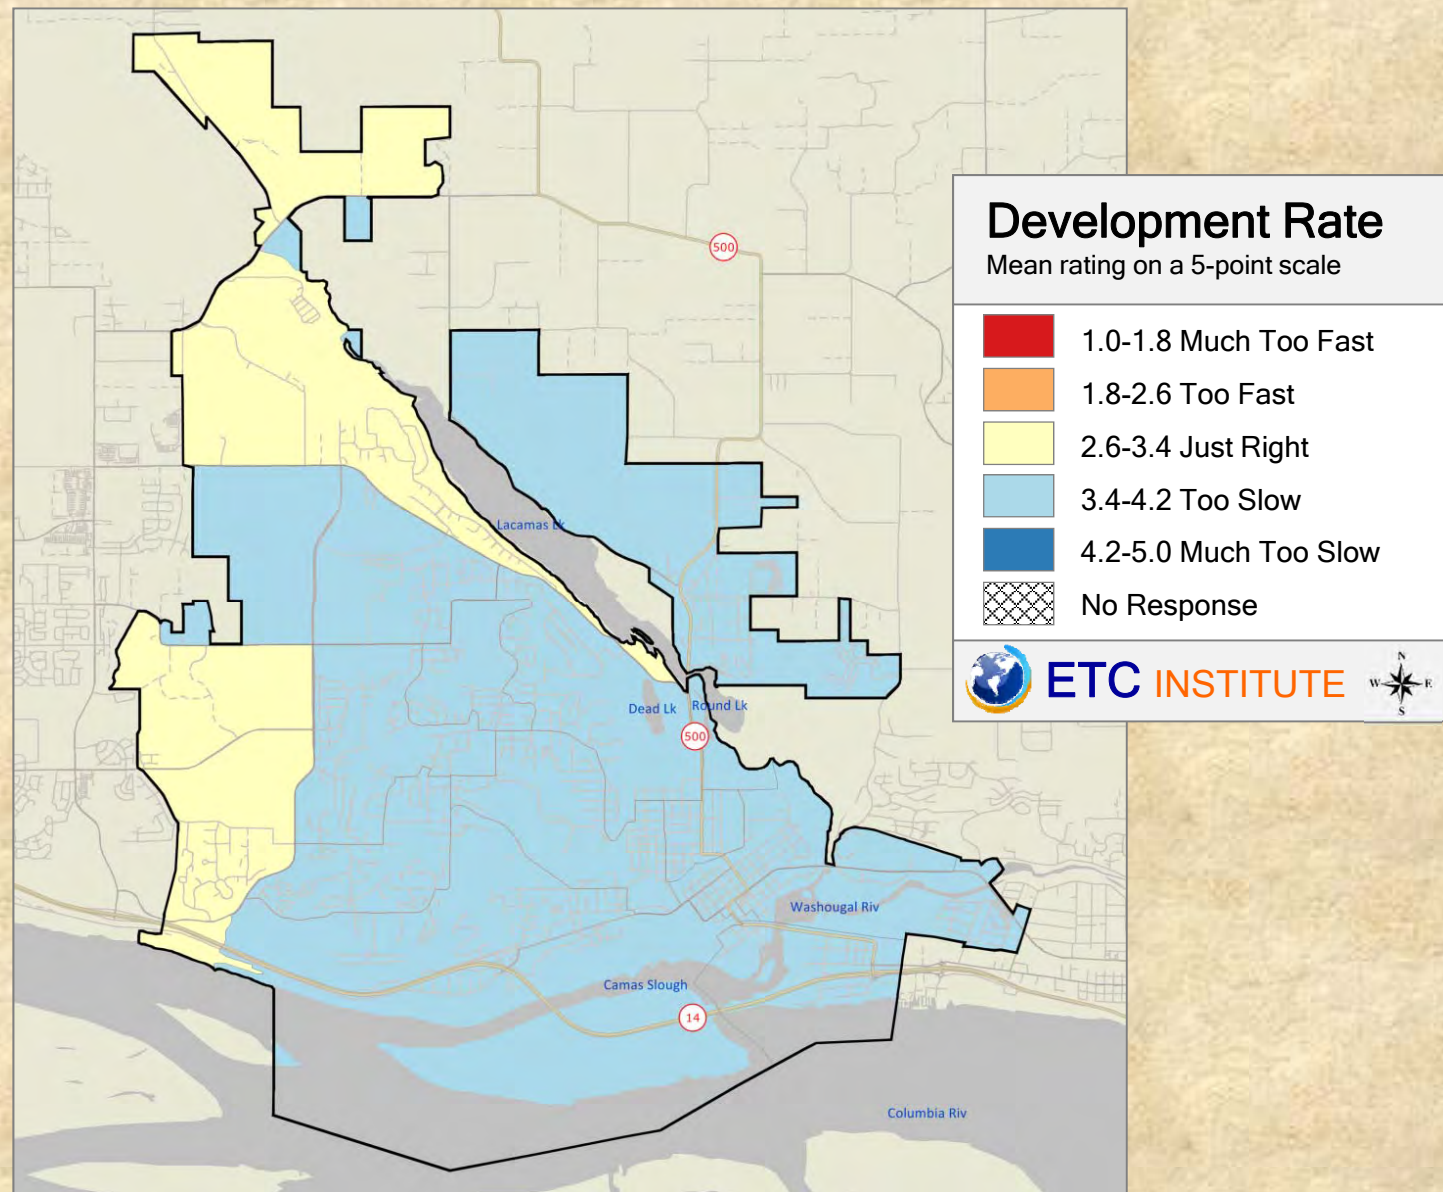 500
Development Rate
Mean rating on a 5-point scale
1.0-1.8 Much Too Fast
1.8-2.6 Too Fast
2.6-3.4 Just Right
3.4-4.2 Too Slow
4.2-5.0 Much Too Slow
No Response
ETC INSTITUTE
N
W E
S
Lacamas Lk
Dead Lk
Round Lk
500
Washougal Riv
Camas Slough
14
Columbia Riv